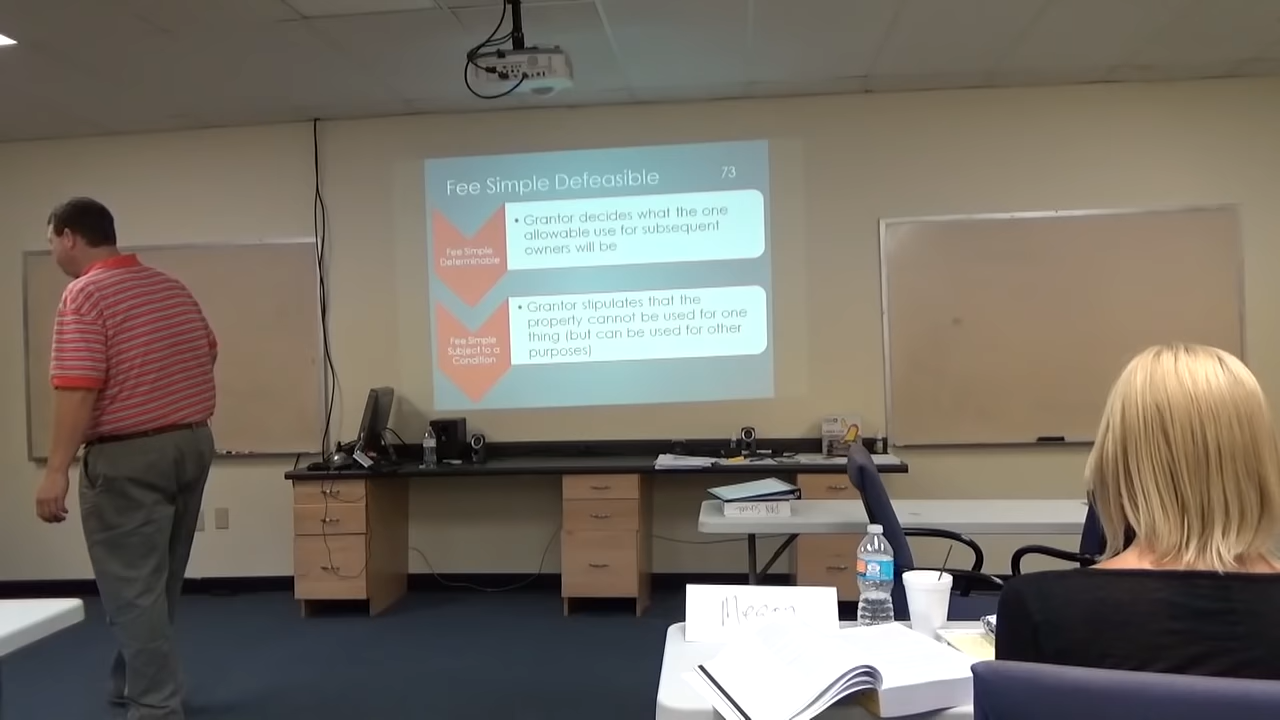 Fee Simple Defeasible
73
Fee Simple
Determinable
• Grantor decides what the one
allowable use for subsequent
owners will be
Fee Simple
Subject to a
Condition
• Grantor stipulates that the
property cannot be used for one
thing (but can be used for other
purposes)